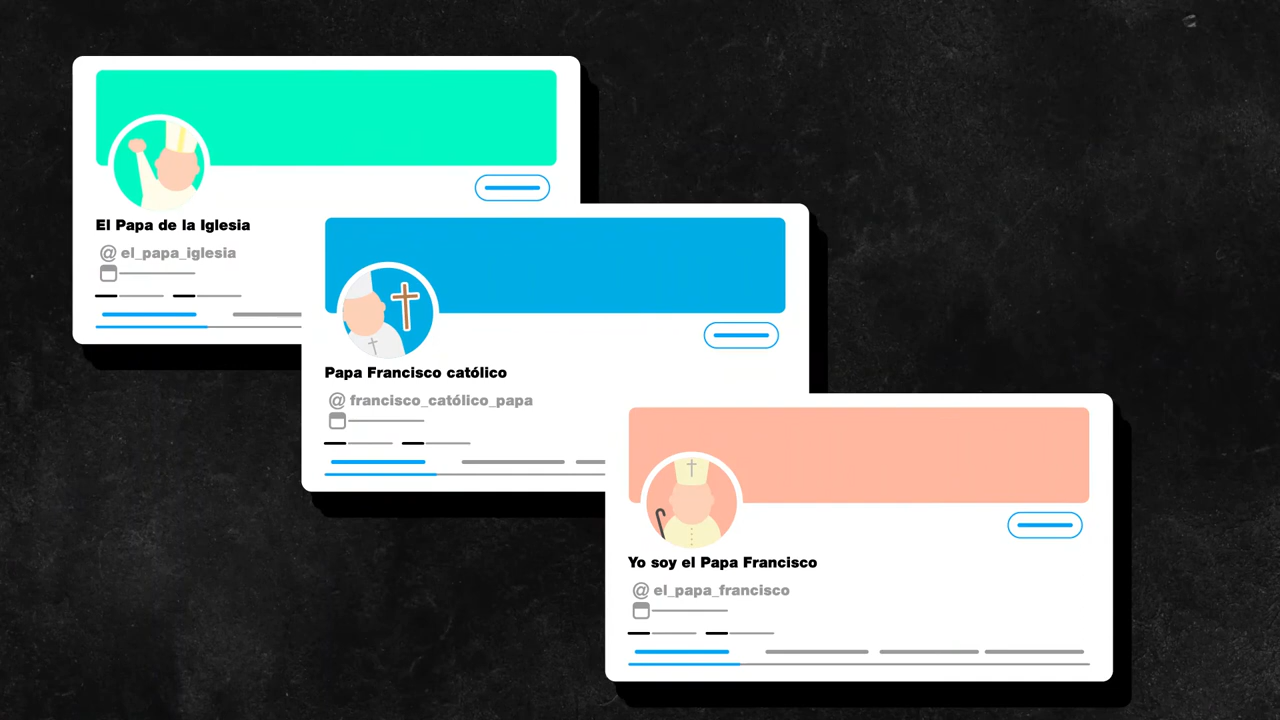 El Papa de la Iglesia
@el_papa_iglesia
Papa Francisco católico
@francisco_católico_papa
Yo soy el Papa Francisco
@el_papa_francisco